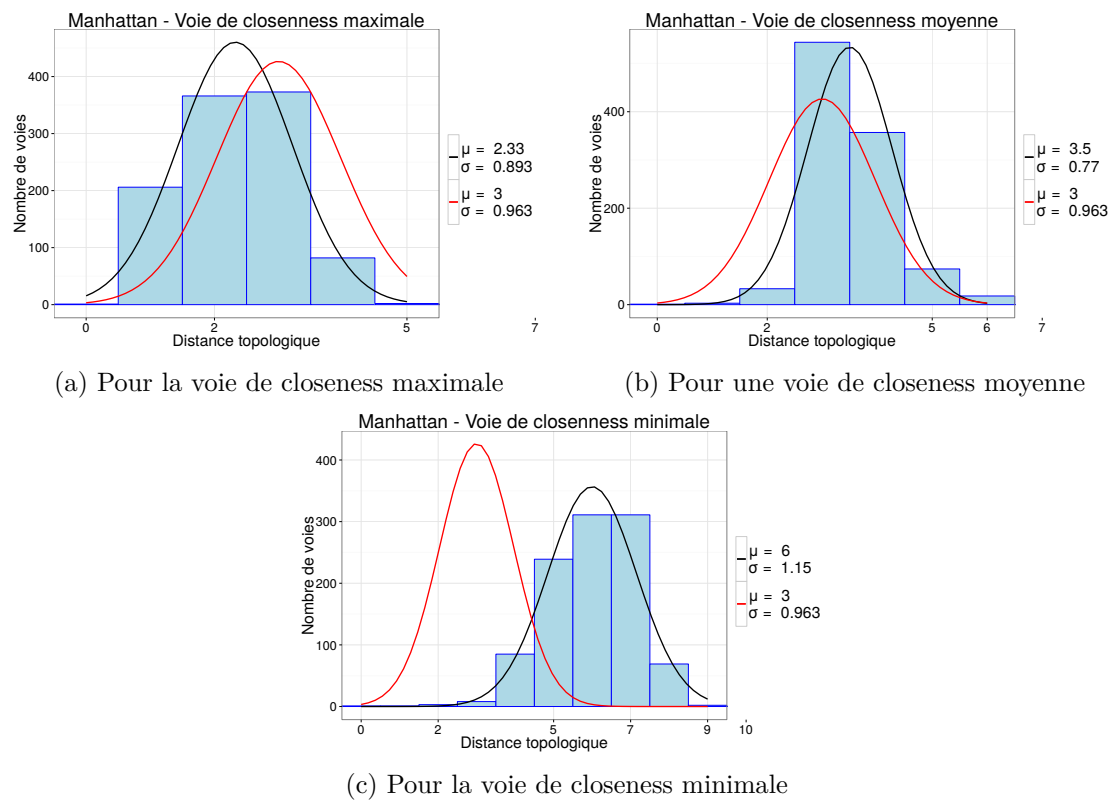 Manhattan - Voie de closenness maximale
Nombre de voies
400
300
200
100
0
0 2 5 7
Distance topologique
μ = 2.33
σ = 0.893
μ = 3
σ = 0.963
(a) Pour la voie de closeness maximale
Manhattan - Voie de closenness moyenne
Nombre de voies
400
200
0
0 2 5 6 7
Distance topologique
μ = 3.5
σ = 0.77
μ = 3
σ = 0.963
(b) Pour une voie de closeness moyenne
Manhattan - Voie de closenness minimale
Nombre de voies
400
300
200
100
0
0 2 5 7 9 10
Distance topologique
μ = 6
σ = 1.15
μ = 3
σ = 0.963
(c) Pour la voie de closeness minimale